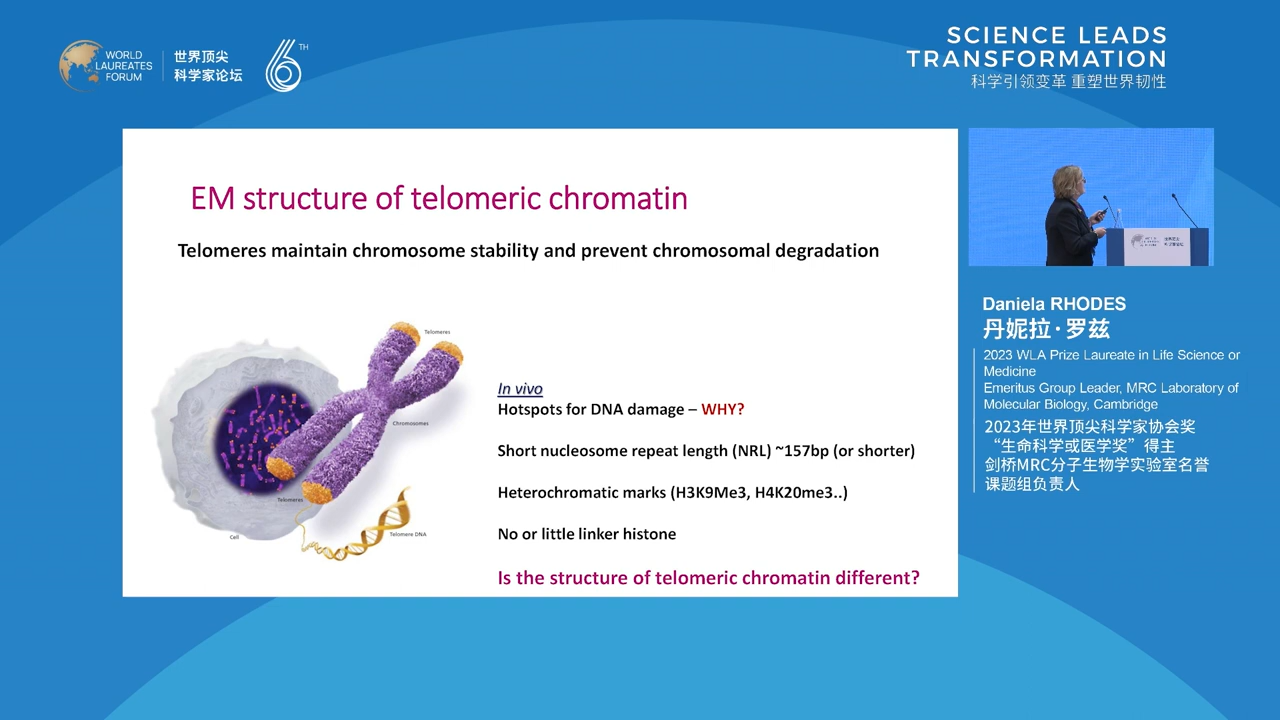 WORLD
LAUREATES
FORUM
世界顶尖
科学家论坛
6TH
SCIENCE LEADS
TRANSFORMATION
科学引领变革 重塑世界韧性
EM structure of telomeric chromatin
Telomeres maintain chromosome stability and prevent chromosomal degradation
Telomeres
Chromosomes
Telomeres
Cell
Telomere DNA
In vivo
Hotspots for DNA damage – WHY?
Short nucleosome repeat length (NRL) ~157bp (or shorter)
Heterochromatic marks (H3K9Me3, H4K20me3..)
No or little linker histone
Is the structure of telomeric chromatin different?
Daniela RHODES
丹妮拉·罗兹
2023 WLA Prize Laureate in Life Science or
Medicine
Emeritus Group Leader, MRC Laboratory of
Molecular Biology, Cambridge
2023年世界顶尖科学家协会奖
“生命科学或医学奖”得主
剑桥MRC分子生物学实验室名誉
课题组负责人